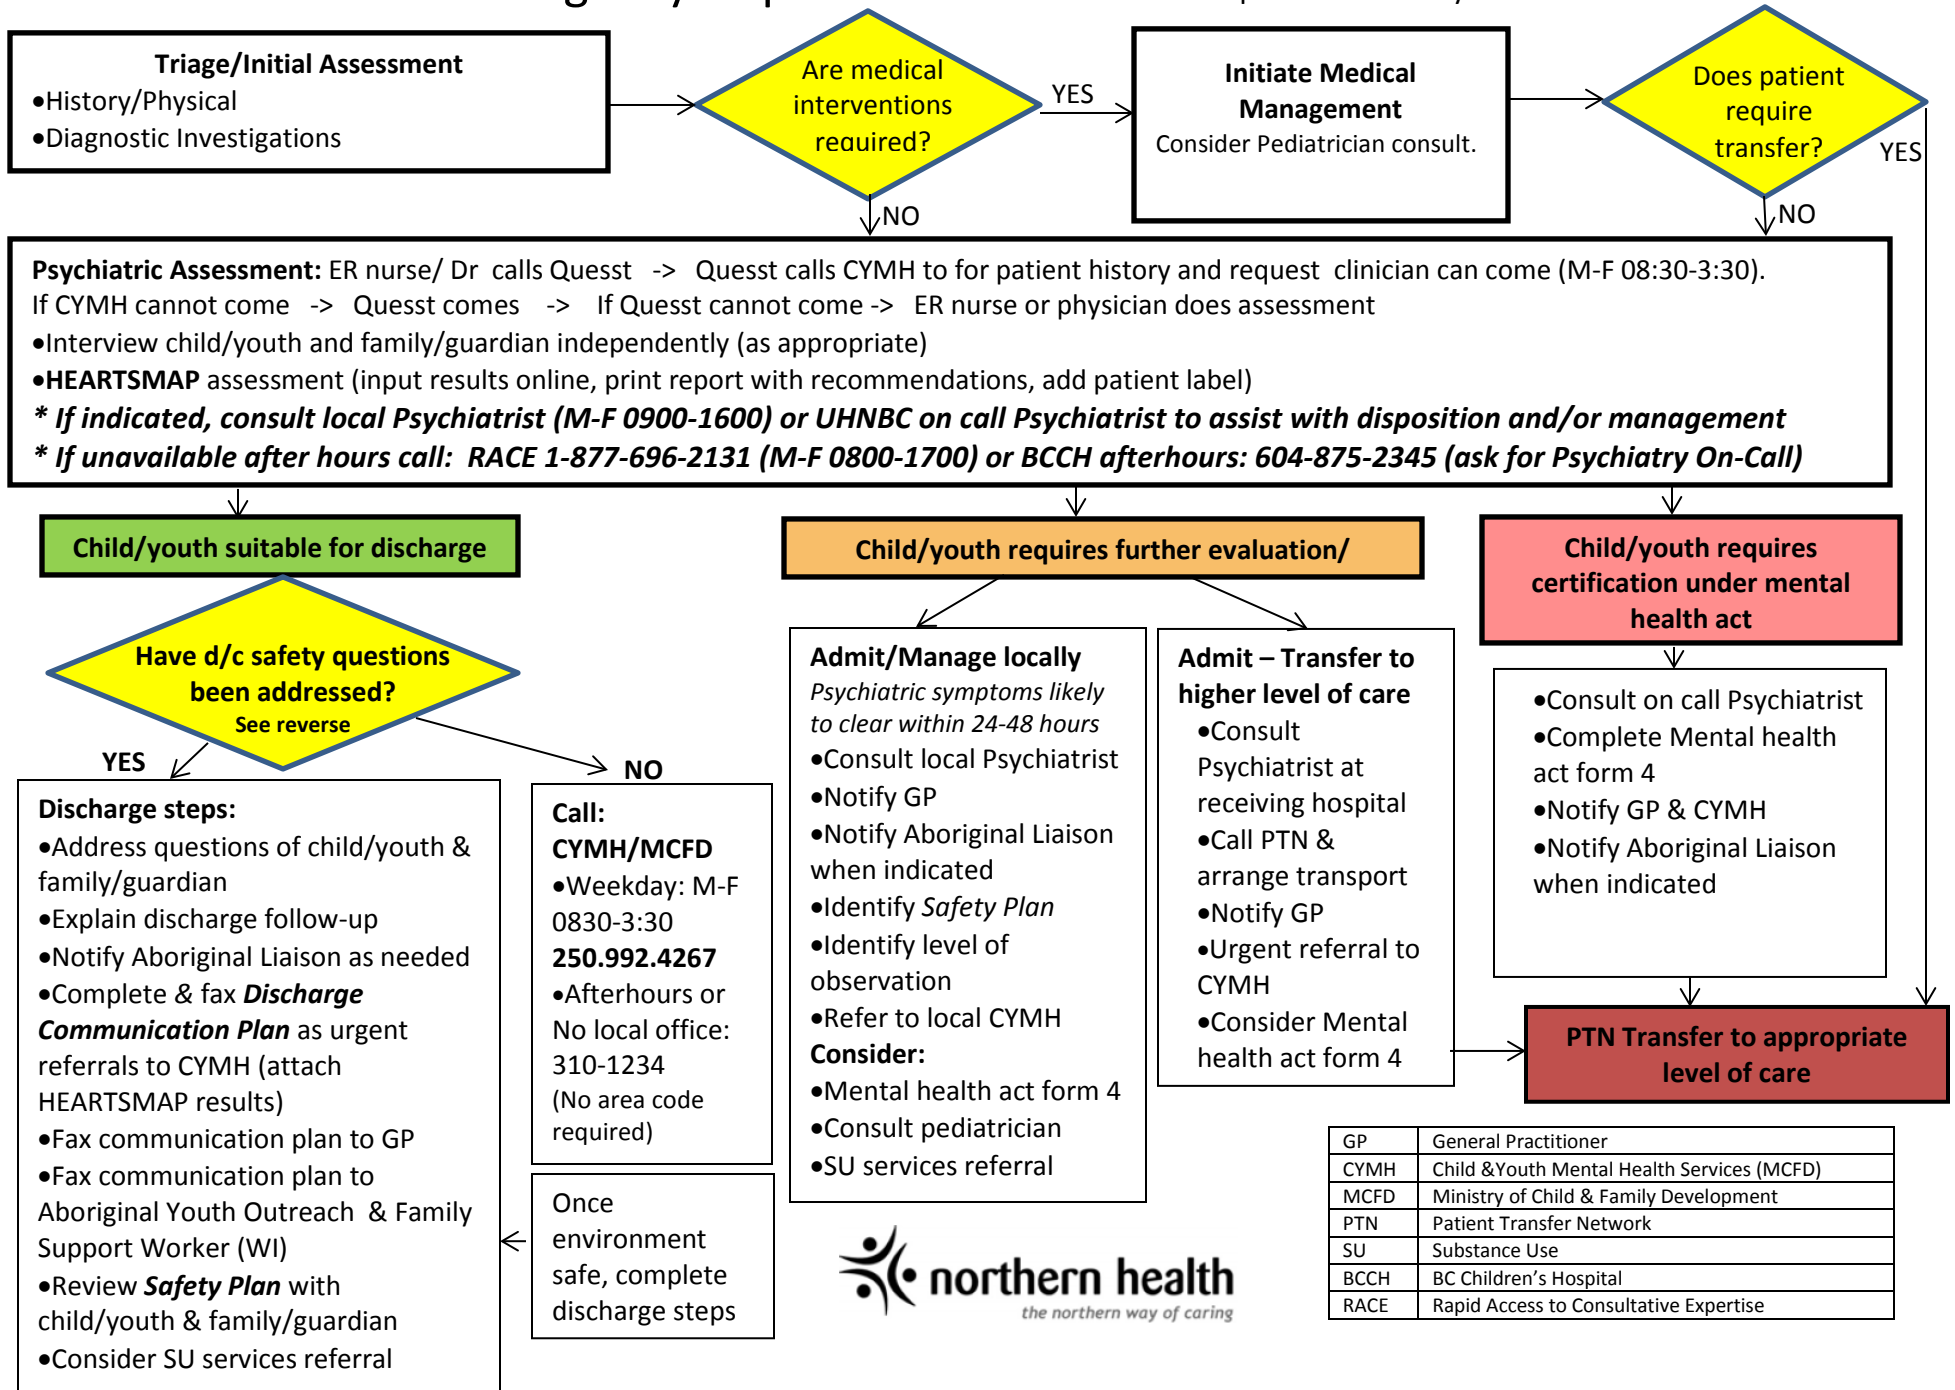 Triage/Initial Assessment
•History/Physical
•Diagnostic Investigations
Are medical
interventions
required?
YES
NO
Initiate Medical
Management
Consider Pediatrician consult.
Does patient
require
transfer?
YES
NO
Psychiatric Assessment: ER nurse/ Dr calls Quesst -> Quesst calls CYMH to for patient history and request clinician can come (M-F 08:30-3:30).
If CYMH cannot come -> Quesst comes -> If Quesst cannot come -> ER nurse or physician does assessment
•Interview child/youth and family/guardian independently (as appropriate)
•HEARTSMAP assessment (input results online, print report with recommendations, add patient label)
* If indicated, consult local Psychiatrist (M-F 0900-1600) or UHNBC on call Psychiatrist to assist with disposition and/or management
* If unavailable after hours call: RACE 1-877-696-2131 (M-F 0800-1700) or BCCH afterhours: 604-875-2345 (ask for Psychiatry On-Call)
Child/youth suitable for discharge
Have d/c safety questions
been addressed?
See reverse
YES
NO
Discharge steps:
•Address questions of child/youth &
family/guardian
•Explain discharge follow-up
•Notify Aboriginal Liaison as needed
•Complete & fax Discharge
Communication Plan as urgent
referrals to CYMH (attach
HEARTSMAP results)
•Fax communication plan to GP
•Fax communication plan to
Aboriginal Youth Outreach & Family
Support Worker (WI)
•Review Safety Plan with
child/youth & family/guardian
•Consider SU services referral
Call:
CYMH/MCFD
•Weekday: M-F
0830-3:30
250.992.4267
•Afterhours or
No local office:
310-1234
(No area code
required)
Once
environment
safe, complete
discharge steps
Child/youth requires further evaluation/
Admit/Manage locally
Psychiatric symptoms likely
to clear within 24-48 hours
•Consult local Psychiatrist
•Notify GP
•Notify Aboriginal Liaison
when indicated
•Identify Safety Plan
•Identify level of
observation
•Refer to local CYMH
Consider:
•Mental health act form 4
•Consult pediatrician
•SU services referral
Admit – Transfer to
higher level of care
•Consult
Psychiatrist at
receiving hospital
•Call PTN &
arrange transport
•Notify GP
•Urgent referral to
CYMH
•Consider Mental
health act form 4
Child/youth requires
certification under mental
health act
•Consult on call Psychiatrist
•Complete Mental health
act form 4
•Notify GP & CYMH
•Notify Aboriginal Liaison
when indicated
PTN Transfer to appropriate
level of care
northern health
the northern way of caring
GP General Practitioner
CYMH Child &Youth Mental Health Services (MCFD)
MCFD Ministry of Child & Family Development
PTN Patient Transfer Network
SU Substance Use
BCCH BC Children's Hospital
RACE Rapid Access to Consultative Expertise